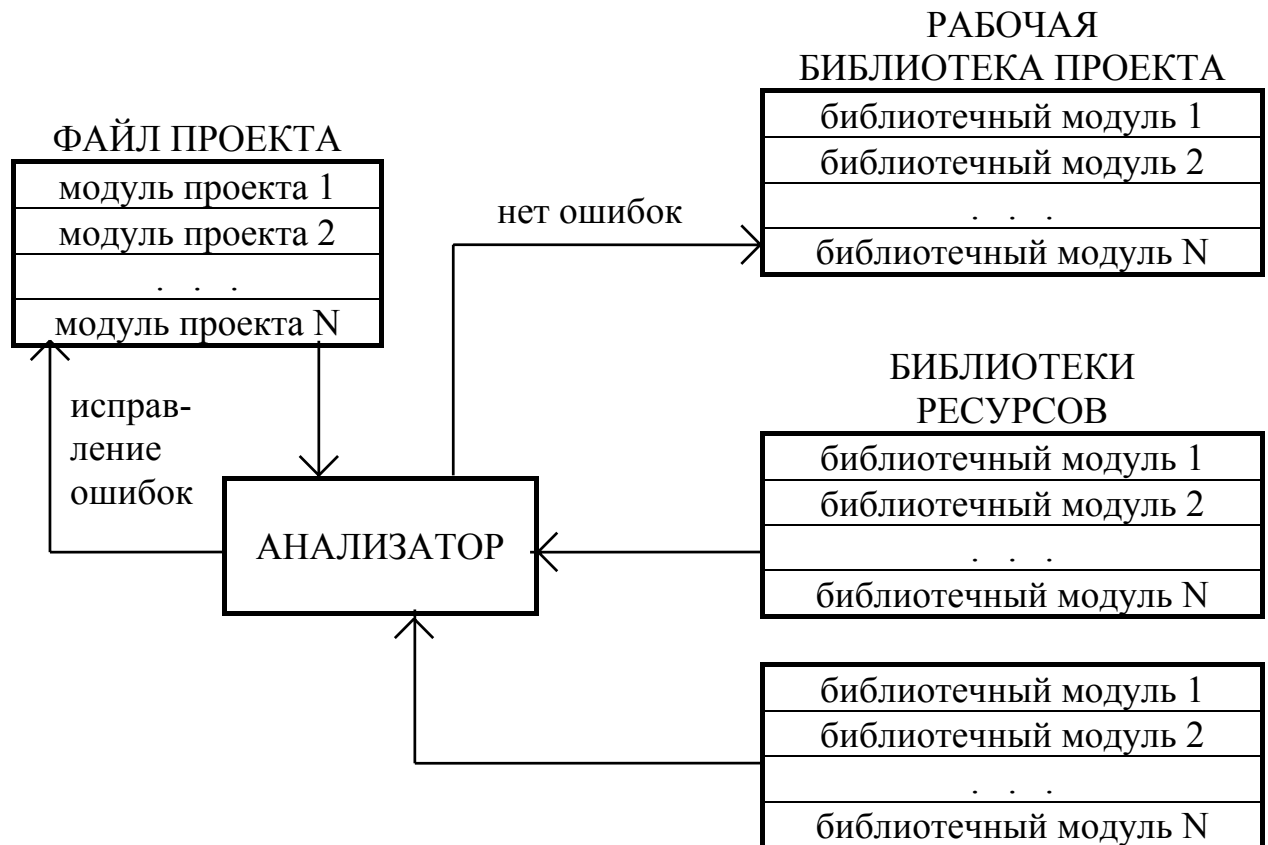 РАБОЧАЯ
БИБЛИОТЕКА ПРОЕКТА
библиотечный модуль 1
библиотечный модуль 2
. . .
библиотечный модуль N
ФАЙЛ ПРОЕКТА
модуль проекта 1
модуль проекта 2
. . .
модуль проекта N
нет ошибок
исправ-
ление
ошибок
АНАЛИЗАТОР
БИБЛИОТЕКИ
РЕСУРСОВ
библиотечный модуль 1
библиотечный модуль 2
. . .
библиотечный модуль N
библиотечный модуль 1
библиотечный модуль 2
. . .
библиотечный модуль N